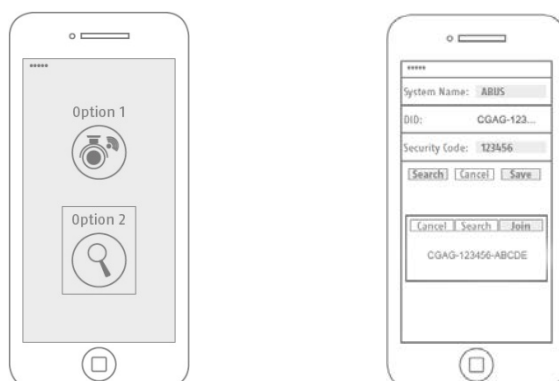 Option 1
Option 2
System Name: ABUS
DID: CGAG-123...
Security Code: 123456
Search Cancel Save
Cancel Search Join
CGAG-123456-ABCDE